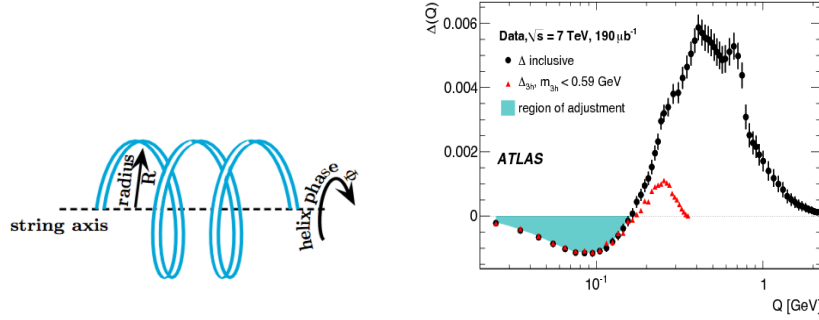 radius
R
string axis
helix phase Φ
Δ(Q)
0.006
0.004
0.002
0
Data,√s = 7 TeV, 190 μb⁻¹
Δ inclusive
Δ₃ₕ, m₃ₕ < 0.59 GeV
region of adjustment
ATLAS
10⁻¹
1
Q [GeV]